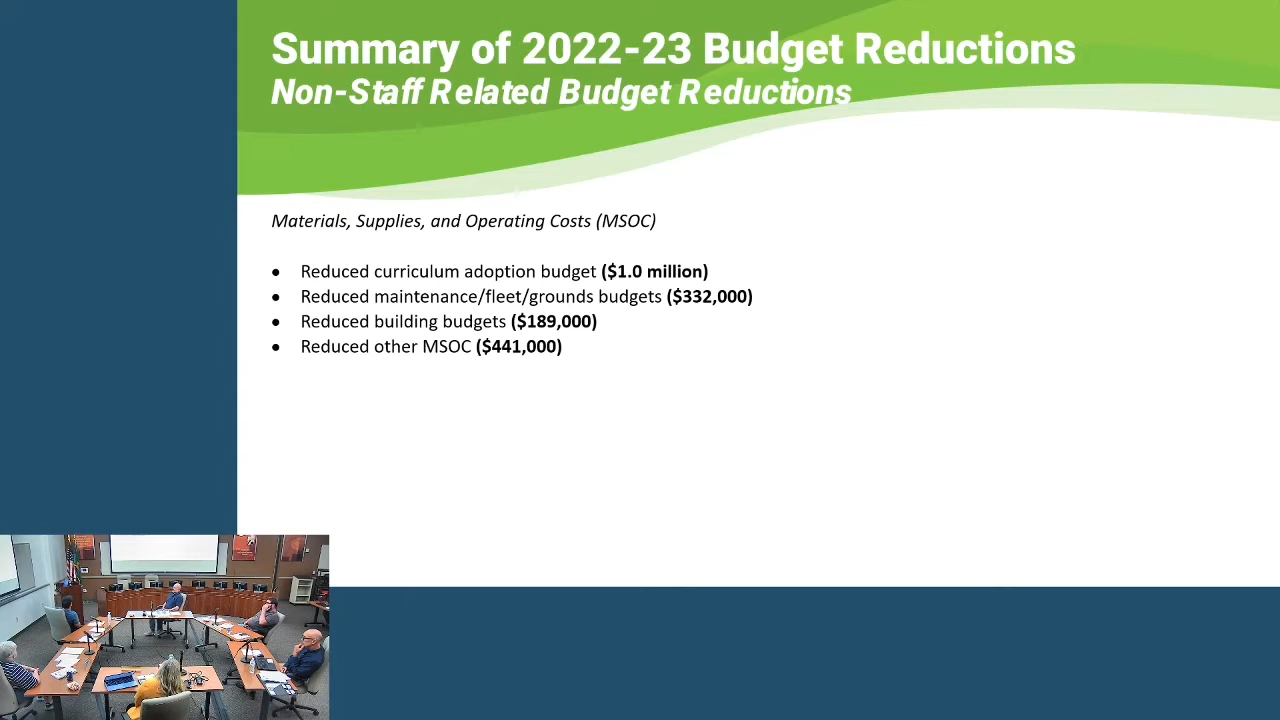 Summary of 2022-23 Budget Reductions
Non-Staff Related Budget Reductions
Materials, Supplies, and Operating Costs (MSOC)
• Reduced curriculum adoption budget ($1.0 million)
• Reduced maintenance/fleet/grounds budgets ($332,000)
• Reduced building budgets ($189,000)
• Reduced other MSOC ($441,000)